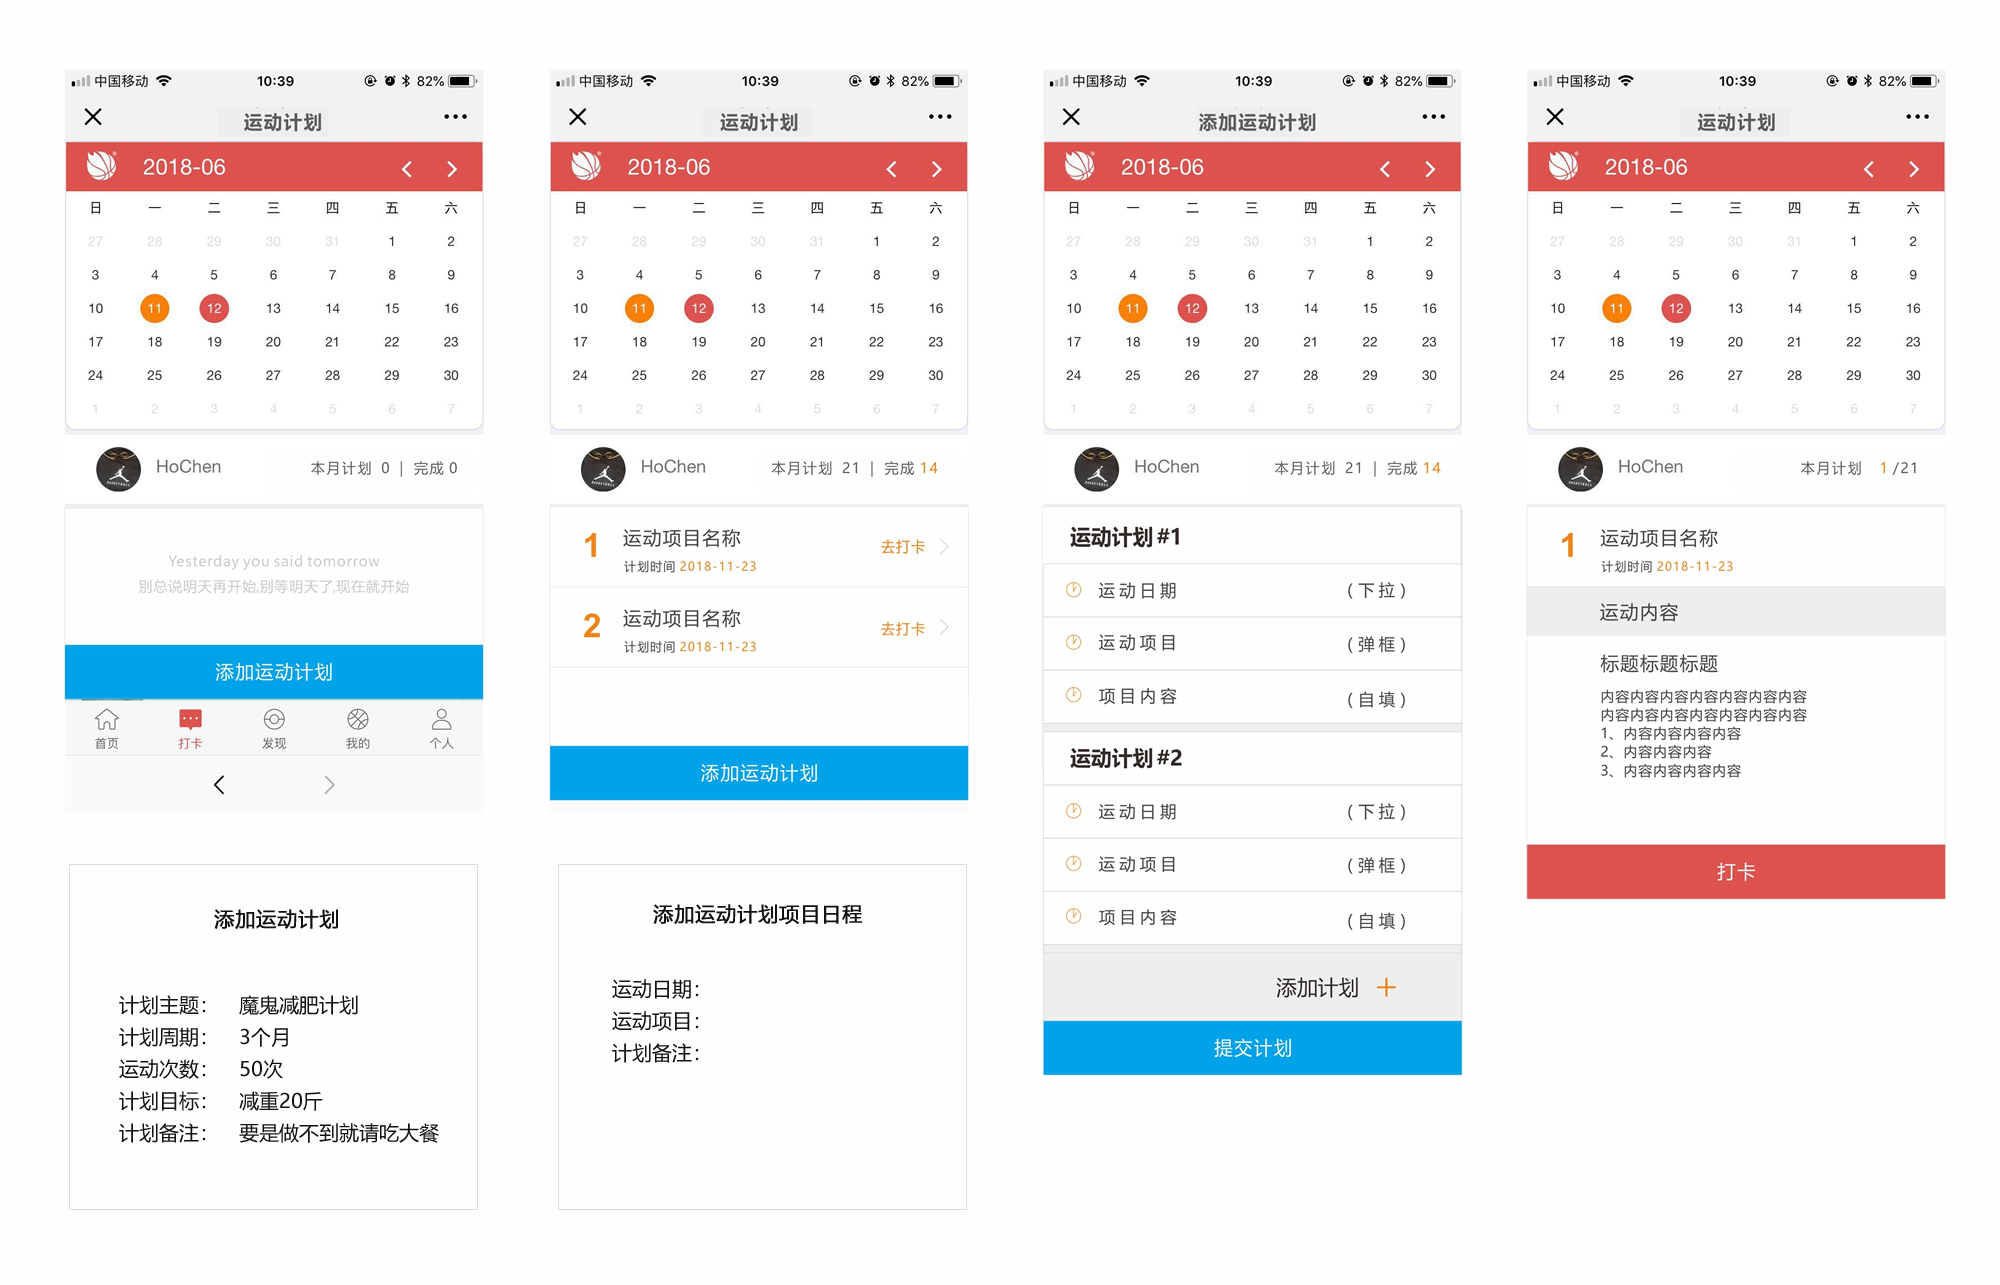 中国移动 10:39 82%
运动计划
2018-06
日 一 二 三 四 五 六
27 28 29 30 31 1 2
3 4 5 6 7 8 9
10 11 12 13 14 15 16
17 18 19 20 21 22 23
24 25 26 27 28 29 30
1 2 3 4 5 6 7
HoChen 本月计划 0 | 完成 0
Yesterday you said tomorrow
别总说明天再开始,别等明天了,现在就开始
添加运动计划
首页 打卡 发现 我的 个人
中国移动 10:39 82%
运动计划
2018-06
日 一 二 三 四 五 六
27 28 29 30 31 1 2
3 4 5 6 7 8 9
10 11 12 13 14 15 16
17 18 19 20 21 22 23
24 25 26 27 28 29 30
1 2 3 4 5 6 7
HoChen 本月计划 21 | 完成 14
1 运动项目名称 去打卡
计划时间 2018-11-23
2 运动项目名称 去打卡
计划时间 2018-11-23
添加运动计划
中国移动 10:39 82%
添加运动计划
2018-06
日 一 二 三 四 五 六
27 28 29 30 31 1 2
3 4 5 6 7 8 9
10 11 12 13 14 15 16
17 18 19 20 21 22 23
24 25 26 27 28 29 30
1 2 3 4 5 6 7
HoChen 本月计划 21 | 完成 14
运动计划 #1
运动日期 (下拉)
运动项目 (弹框)
项目内容 (自填)
运动计划 #2
运动日期 (下拉)
运动项目 (弹框)
项目内容 (自填)
添加计划 +
提交计划
中国移动 10:39 82%
运动计划
2018-06
日 一 二 三 四 五 六
27 28 29 30 31 1 2
3 4 5 6 7 8 9
10 11 12 13 14 15 16
17 18 19 20 21 22 23
24 25 26 27 28 29 30
1 2 3 4 5 6 7
HoChen 本月计划 1 /21
1 运动项目名称
计划时间 2018-11-23
运动内容
标题标题标题
内容内容内容内容内容内容内容
内容内容内容内容内容内容内容
1、内容内容内容内容
2、内容内容内容
3、内容内容内容内容
打卡
添加运动计划
计划主题: 魔鬼减肥计划
计划周期: 3个月
运动次数: 50次
计划目标: 减重20斤
计划备注: 要是做不到就请吃大餐
添加运动计划项目日程
运动日期:
运动项目:
计划备注: